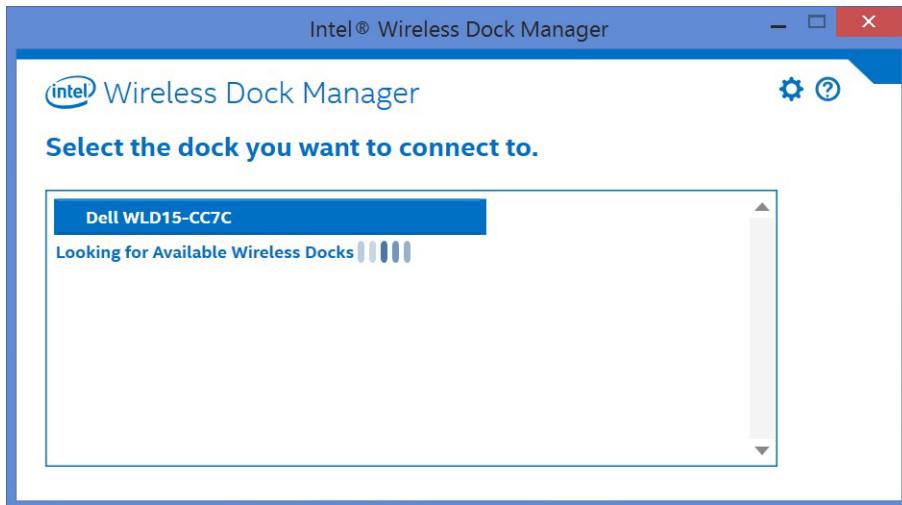 Intel® Wireless Dock Manager
intel Wireless Dock Manager
Select the dock you want to connect to.
Dell WLD15-CC7C
Looking for Available Wireless Docks